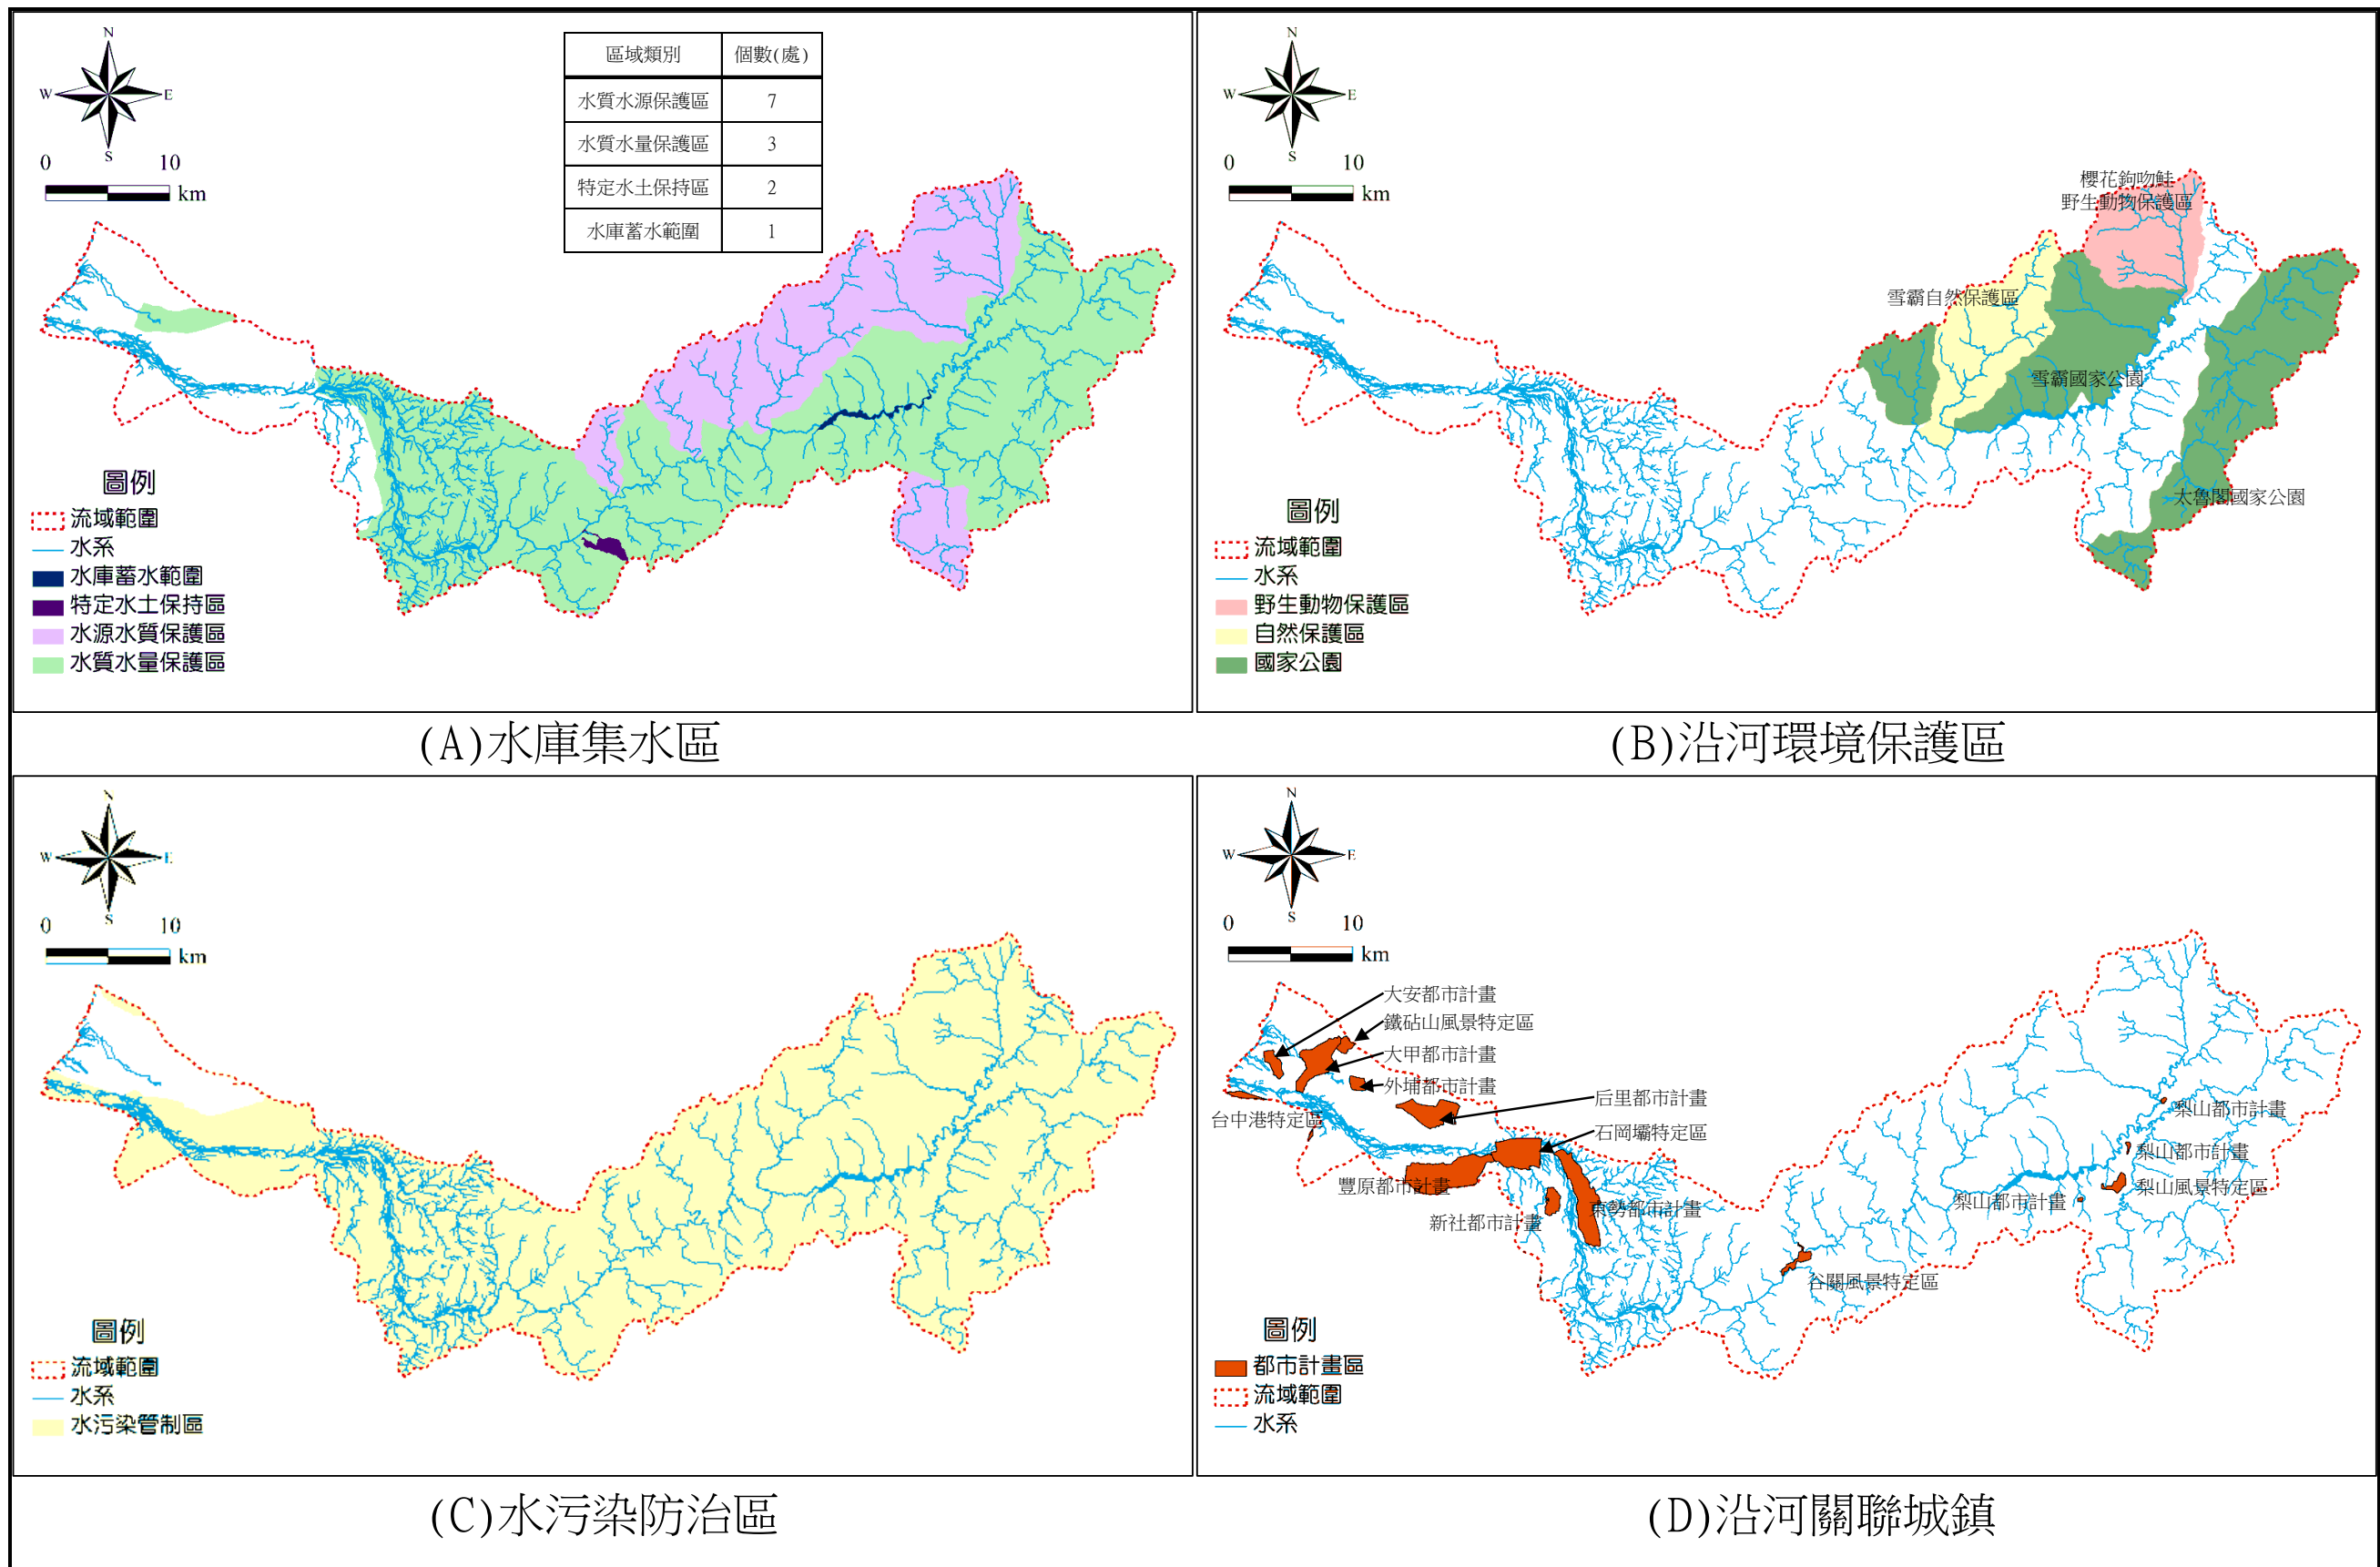 N
W E
S
0 10
km
區域類別 個數(處)
水質水源保護區 7
水質水量保護區 3
特定水土保持區 2
水庫蓄水範圍 1
圖例
流域範圍
水系
水庫蓄水範圍
特定水土保持區
水源水質保護區
水質水量保護區
(A)水庫集水區
N
W E
S
0 10
km
櫻花鉤吻鮭
野生動物保護區
雪霸自然保護區
雪霸國家公園
太魯閣國家公園
圖例
流域範圍
水系
野生動物保護區
自然保護區
國家公園
(B)沿河環境保護區
N
W E
S
0 10
km
圖例
流域範圍
水系
水污染管制區
(C)水污染防治區
N
W E
S
0 10
km
大安都市計畫
鐵砧山風景特定區
大甲都市計畫
外埔都市計畫
后里都市計畫
台中港特定區
石岡壩特定區
豐原都市計畫
新社都市計畫
東勢都市計畫
梨山都市計畫
梨山都市計畫
梨山風景特定區
梨山都市計畫
谷關風景特定區
圖例
都市計畫區
流域範圍
水系
(D)沿河關聯城鎮